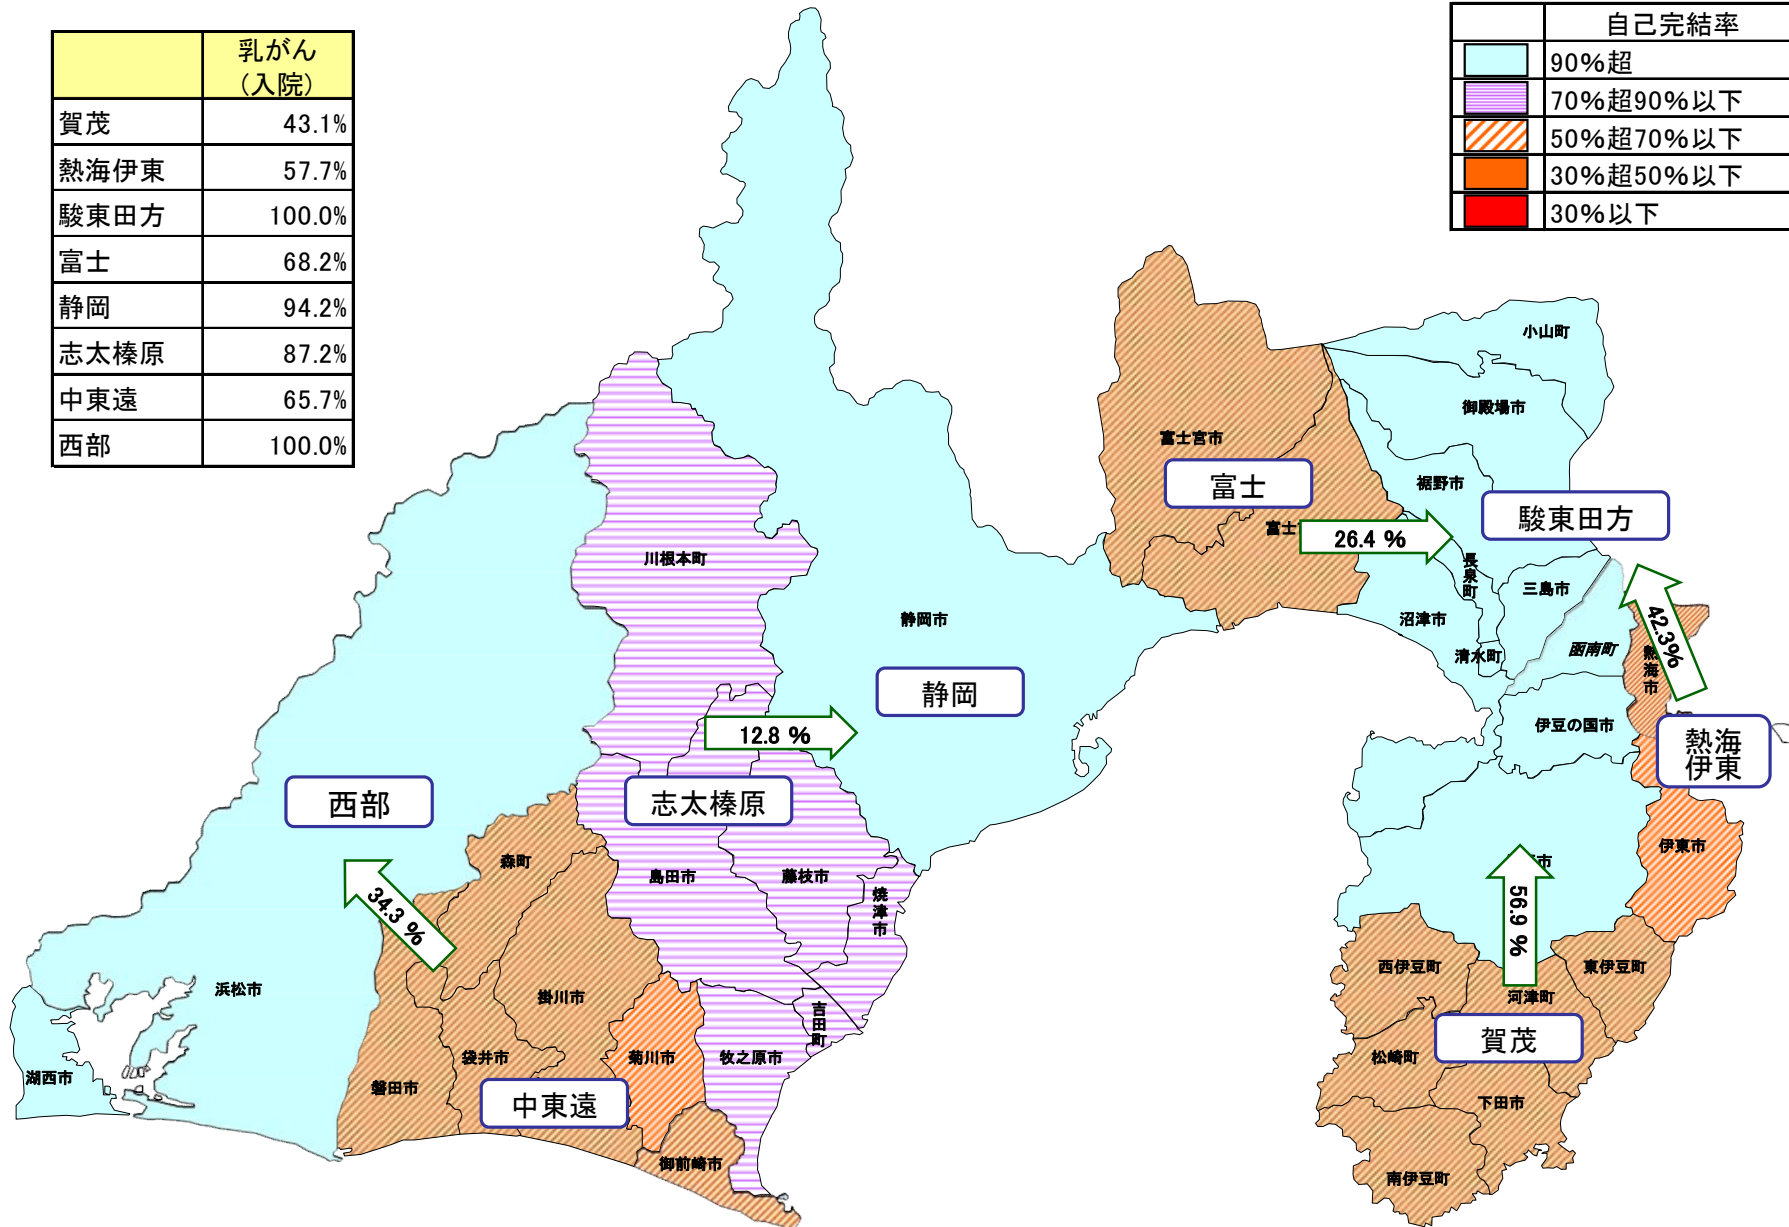 乳がん
(入院)
賀茂 43.1%
熱海伊東 57.7%
駿東田方 100.0%
富士 68.2%
静岡 94.2%
志太榛原 87.2%
中東遠 65.7%
西部 100.0%
自己完結率
90%超
70%超90%以下
50%超70%以下
30%超50%以下
30%以下
小山町
御殿場市
富士宮市
富士
裾野市
駿東田方
富士
26.4 %
長泉町
三島市
川根本町
静岡市
沼津市
函南町
清水町
42.3%
熱海市
静岡
伊豆の国市
12.8 %
熱海
伊東
西部
志太榛原
森町
島田市
藤枝市
焼津市
市
伊東市
34.3 %
56.9 %
西伊豆町
東伊豆町
浜松市
掛川市
河津町
吉田町
賀茂
湖西市
磐田市
袋井市
菊川市
牧之原市
松崎町
中東遠
下田市
御前崎市
南伊豆町